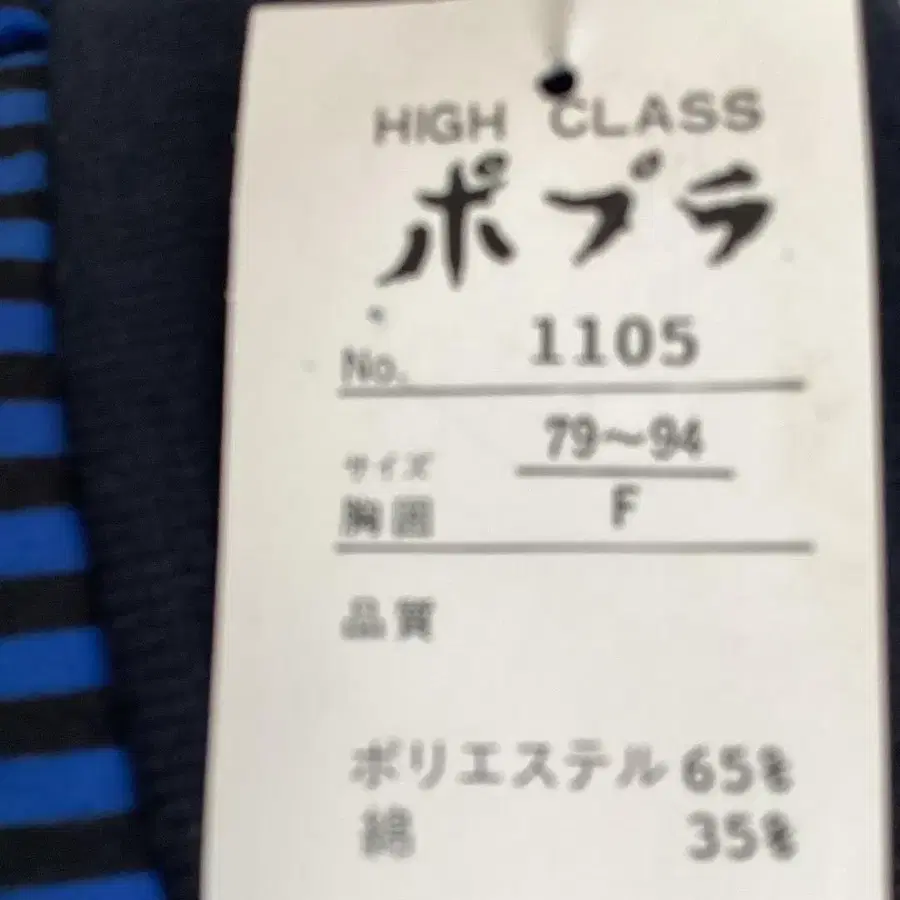 HIGH CLASS
ポプラ
No. 1105
サイズ 79〜94
胸囲 F
品質
ポリエステル 65%
綿 35%